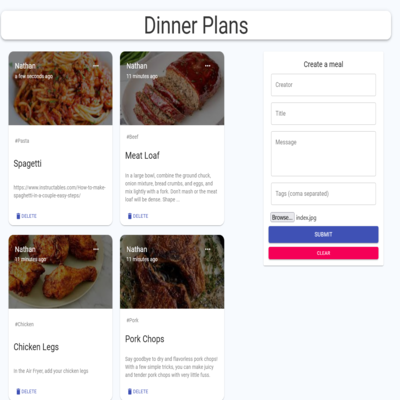 Dinner Plans
Nathan
a few seconds ago
#Pasta
Spagetti
https://www.instructables.com/How-to-make-
spaghetti-in-a-couple-easy-steps/
DELETE
Nathan
11 minutes ago
#Beef
Meat Loaf
In a large bowl, combine the ground chuck,
onion mixture, bread crumbs, and eggs, and
mix lightly with a fork. Don't mash or the meat
loaf will be dense. Shape ...
DELETE
Nathan
11 minutes ago
#Chicken
Chicken Legs
In the Air Fryer, add your chicken legs
DELETE
Nathan
11 minutes ago
#Pork
Pork Chops
Say goodbye to dry and flavorless pork chops!
With a few simple tricks, you can make juicy
and tender pork chops with very little fuss.
DELETE
Create a meal
Creator
Title
Message
Tags (coma separated)
Browse... index.jpg
SUBMIT
CLEAR